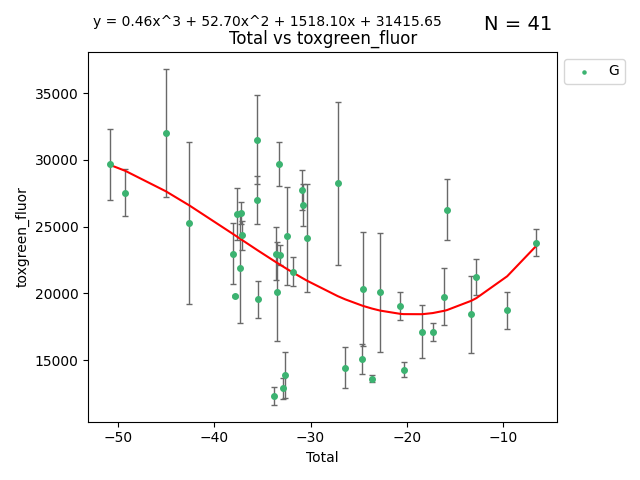 y = 0.46x^3 + 52.70x^2 + 1518.10x + 31415.65
N = 41
Total vs toxgreen_fluor
G
toxgreen_fluor
35000
30000
25000
20000
15000
−50
−40
−30
−20
−10
Total